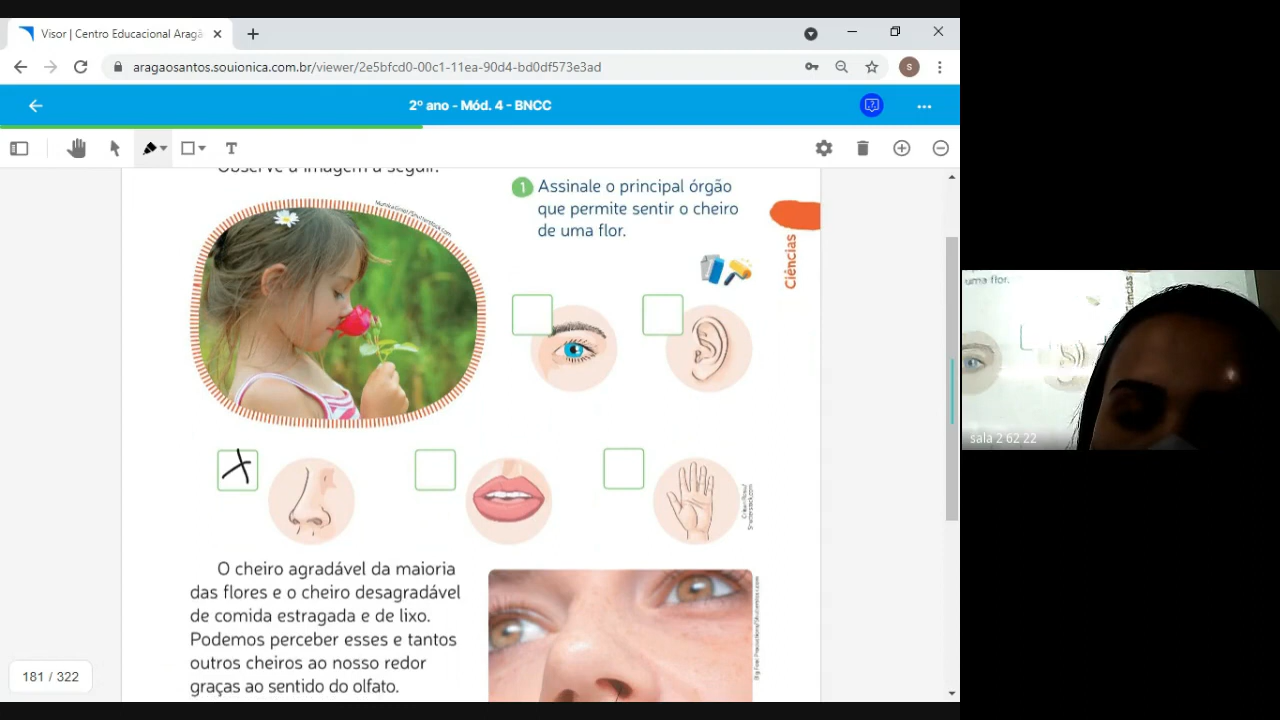 Visor | Centro Educacional Aragã
aragaosantos.souionica.com.br/viewer/2e5bfcd0-00c1-11ea-90d4-bd0df573e3ad
s
2º ano - Mód. 4 - BNCC
T
Observe a imagem a seguir.
1 Assinale o principal órgão
que permite sentir o cheiro
de uma flor.
Ciências
X
O cheiro agradável da maioria
das flores e o cheiro desagradável
de comida estragada e de lixo.
Podemos perceber esses e tantos
outros cheiros ao nosso redor
graças ao sentido do olfato.
181 / 322
uma flor.
sala 2 62 22